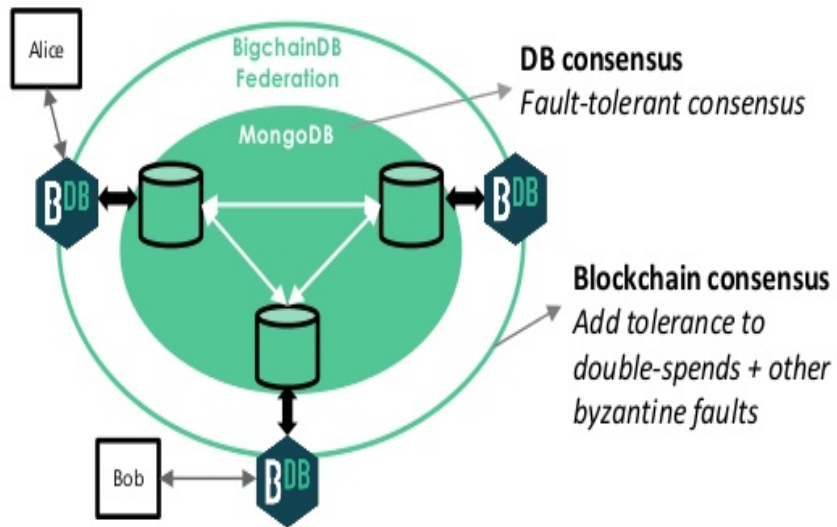 Alice
BigchainDB
Federation
MongoDB
DB consensus
Fault-tolerant consensus
BDB
BDB
Blockchain consensus
Add tolerance to
double-spends + other
byzantine faults
Bob
BDB